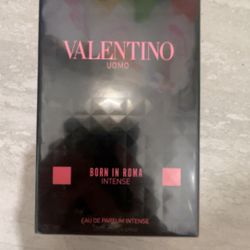 VALENTINO
UOMO
BORN IN ROMA
INTENSE
EAU DE PARFUM INTENSE